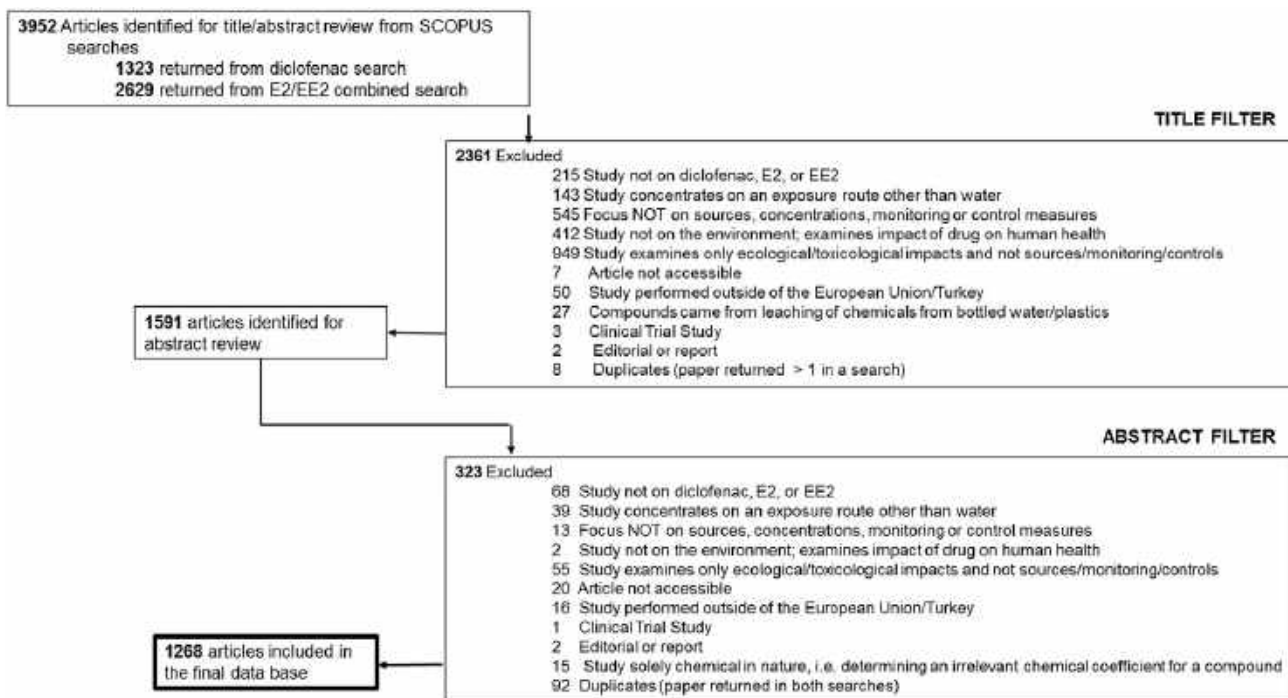 3952 Articles identified for title/abstract review from SCOPUS
searches
1323 returned from diclofenac search
2629 returned from E2/EE2 combined search
TITLE FILTER
2361 Excluded
215 Study not on diclofenac, E2, or EE2
143 Study concentrates on an exposure route other than water
545 Focus NOT on sources, concentrations, monitoring or control measures
412 Study not on the environment; examines impact of drug on human health
949 Study examines only ecological/toxicological impacts and not sources/monitoring/controls
7 Article not accessible
50 Study performed outside of the European Union/Turkey
27 Compounds came from leaching of chemicals from bottled water/plastics
3 Clinical Trial Study
2 Editorial or report
8 Duplicates (paper returned > 1 in a search)
1591 articles identified for
abstract review
ABSTRACT FILTER
323 Excluded
68 Study not on diclofenac, E2, or EE2
39 Study concentrates on an exposure route other than water
13 Focus NOT on sources, concentrations, monitoring or control measures
2 Study not on the environment; examines impact of drug on human health
55 Study examines only ecological/toxicological impacts and not sources/monitoring/controls
20 Article not accessible
16 Study performed outside of the European Union/Turkey
1 Clinical Trial Study
2 Editorial or report
15 Study solely chemical in nature, i.e. determining an irrelevant chemical coefficient for a compound
92 Duplicates (paper returned in both searches)
1268 articles included in
the final data base